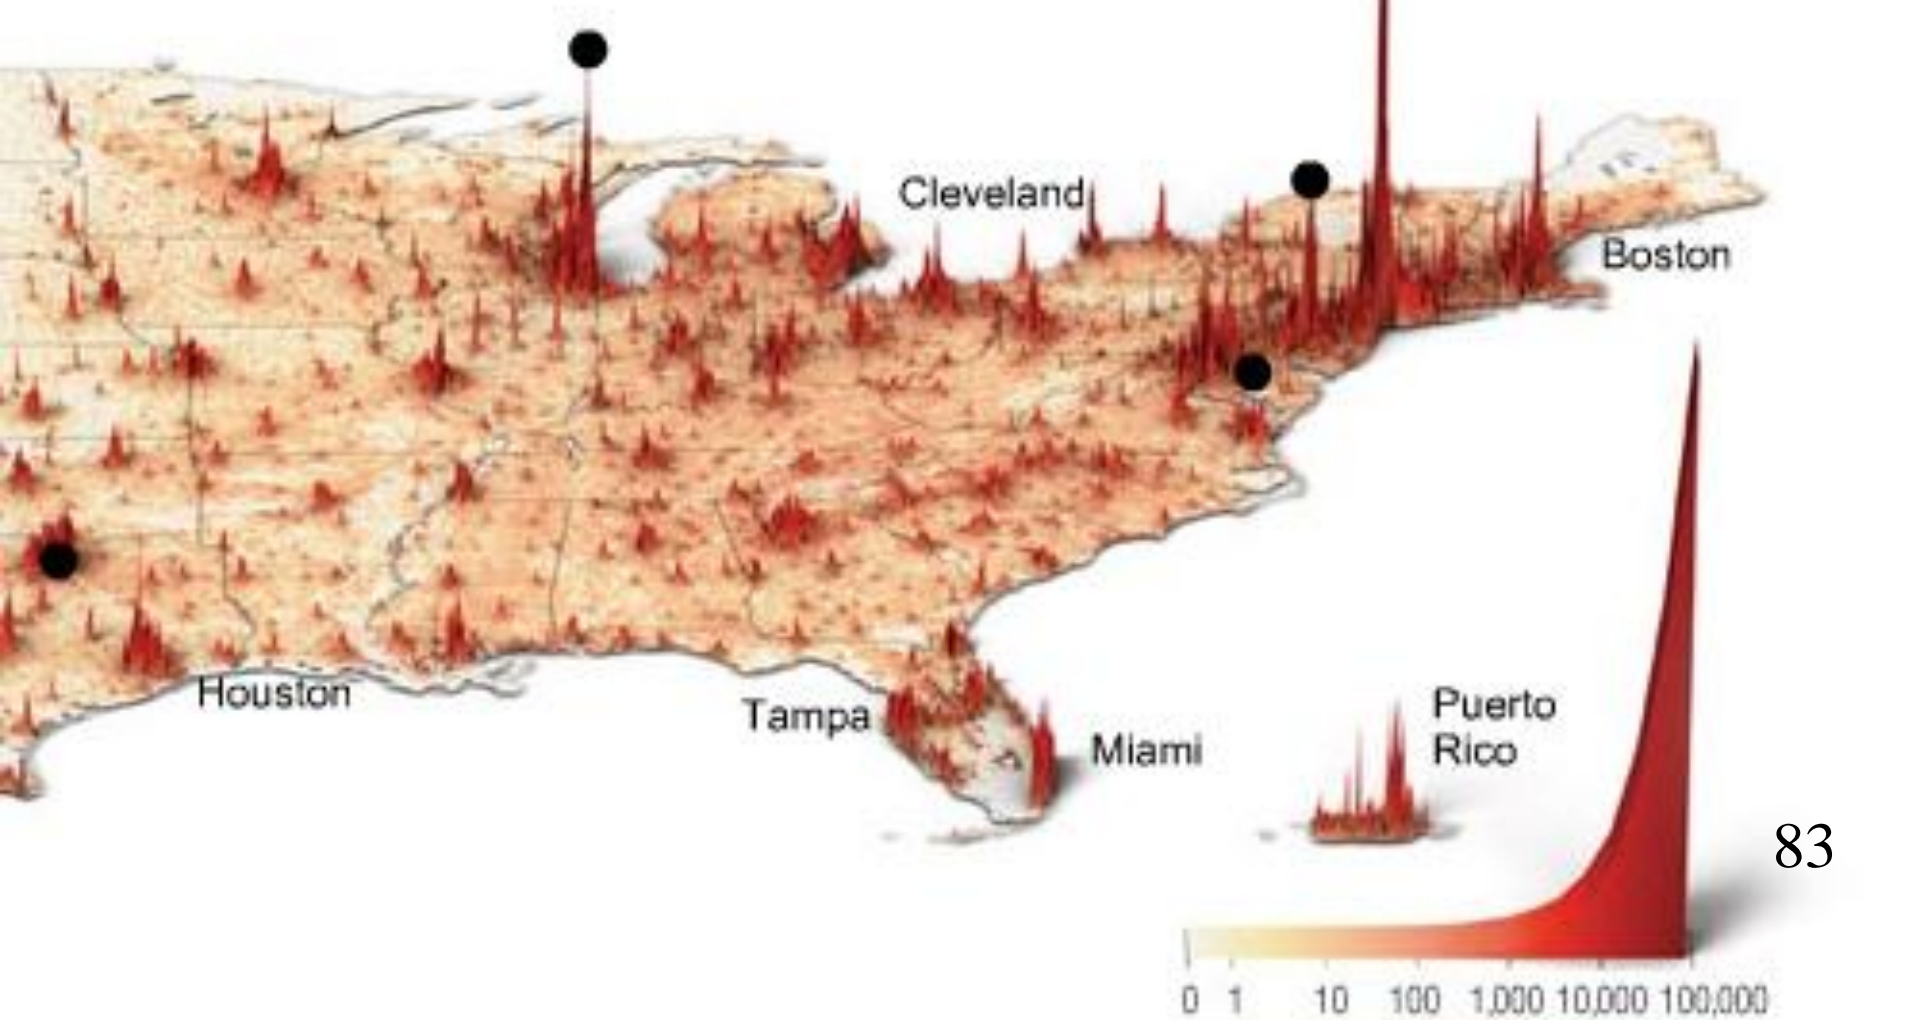 Cleveland
Boston
Houston
Tampa
Miami
Puerto
Rico
83
0 1 10 100 1,000 10,000 100,000